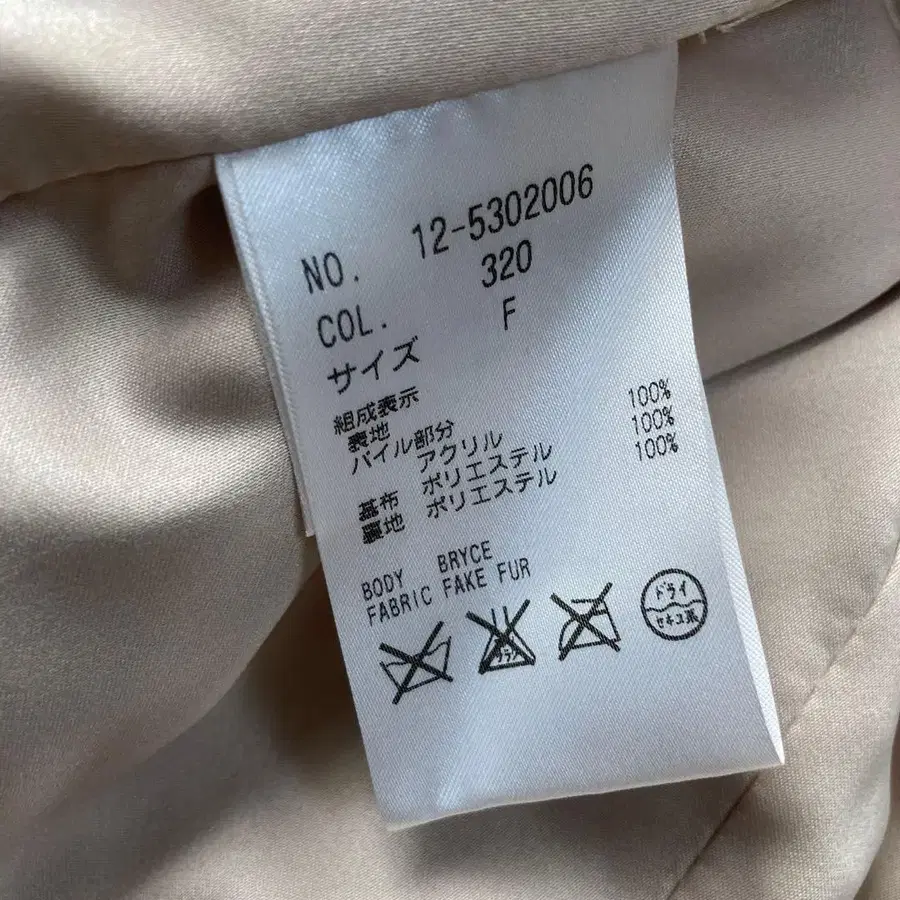 NO. 12-5302006
COL. 320
サイズ F
組成表示
表地
パイル部分
アクリル 100%
基布 ポリエステル 100%
裏地 ポリエステル 100%
BODY BRYCE
FABRIC FAKE FUR
ドライ
セキユ系